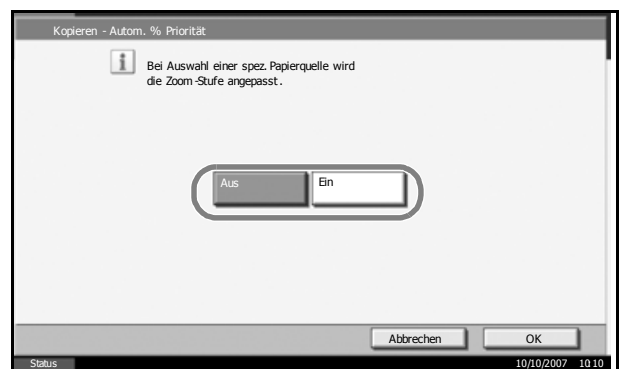 Kopieren - Autom. % Priorität
Bei Auswahl einer spez. Papierquelle wird
die Zoom-Stufe angepasst.
Aus
Ein
Abbrechen
OK
Status
10/10/2007 10:10